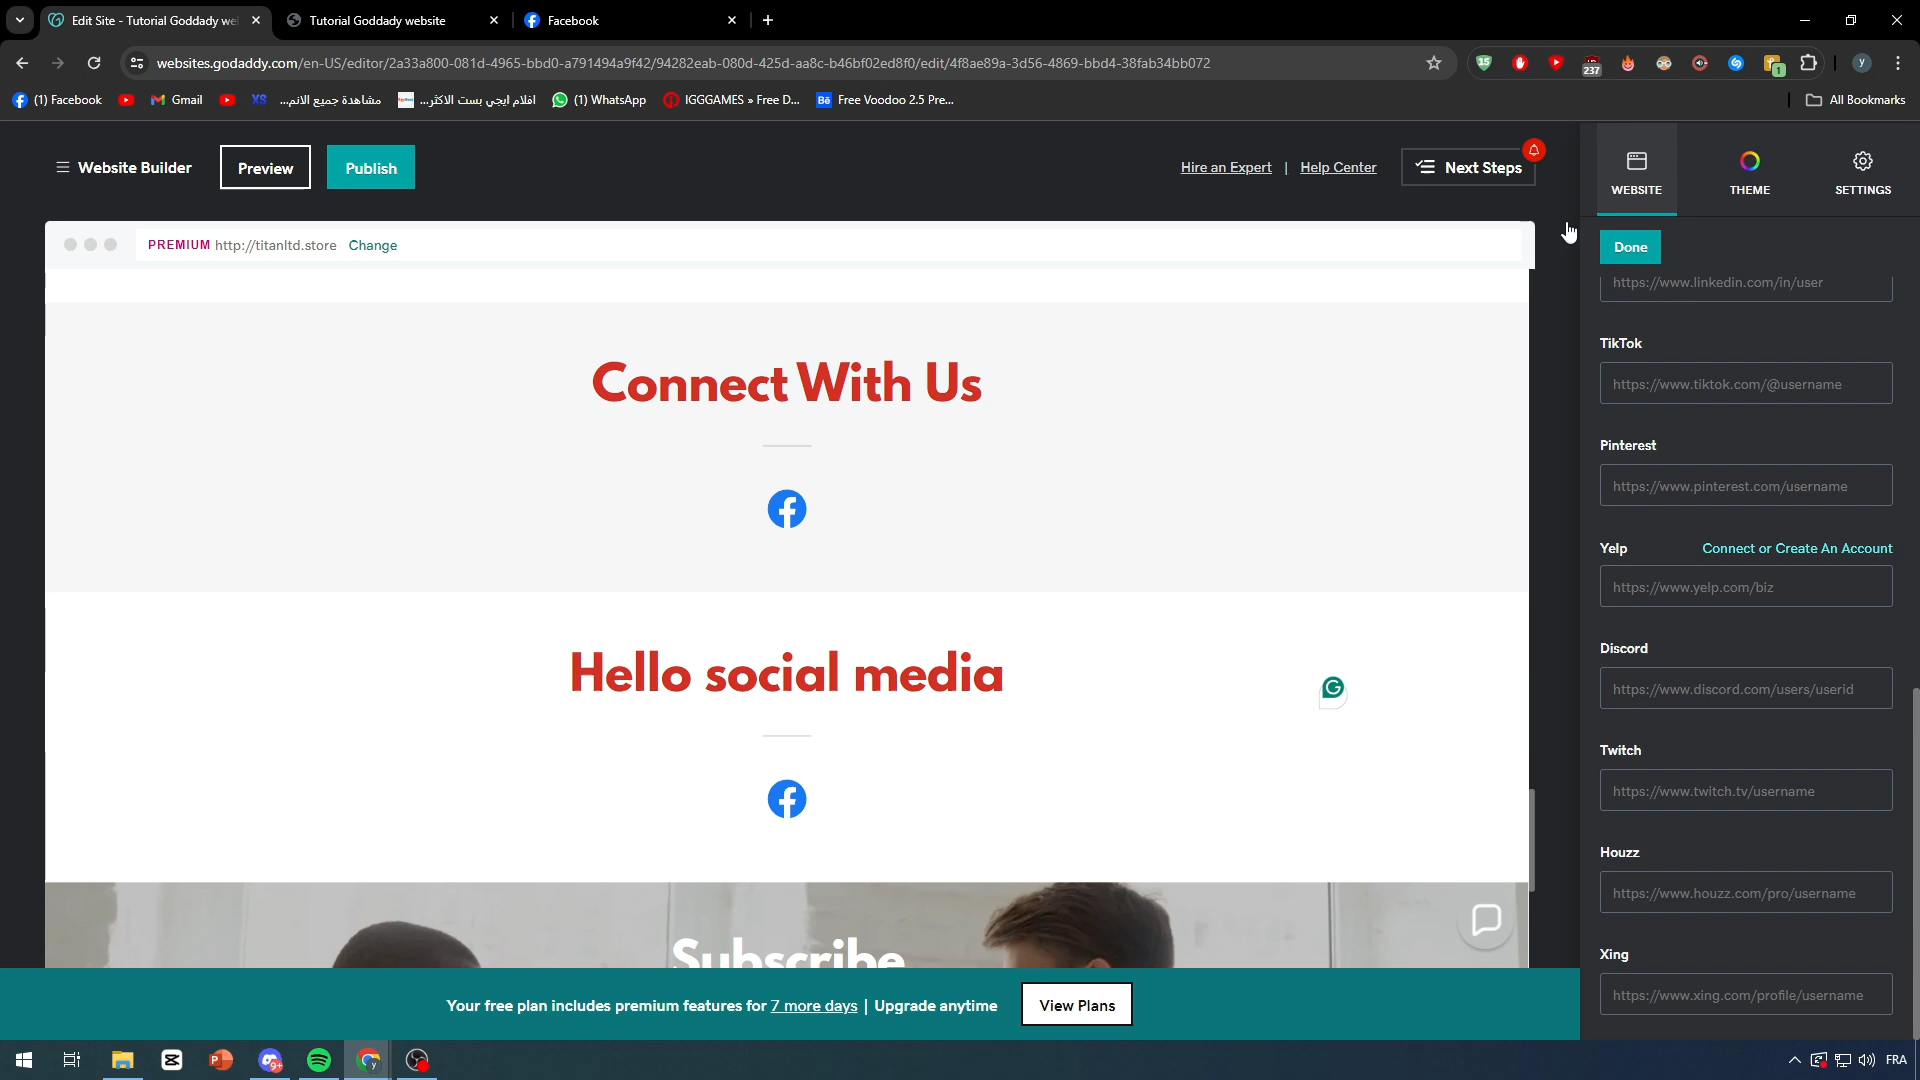 Edit Site - Tutorial Goddady we
Tutorial Goddady website
Facebook
websites.godaddy.com/en-US/editor/2a33a800-081d-4965-bbd0-a791494a9f42/94282eab-080d-425d-aa8c-b46bf02ed8f0/edit/4f8ae89a-3d56-4869-bbd4-38fab34bb072
15
237
1
y
(1) Facebook
Gmail
XS
مشاهدة جميع الانم...
افلام ايجي بست الاكثر...
(1) WhatsApp
IGGGAMES » Free D...
Bē
Free Voodoo 2.5 Pre...
All Bookmarks
Website Builder
Preview
Publish
Hire an Expert | Help Center
Next Steps
WEBSITE
THEME
SETTINGS
PREMIUM http://titanltd.store Change
Done
https://www.linkedin.com/in/user
Connect With Us
TikTok
https://www.tiktok.com/@username
Pinterest
https://www.pinterest.com/username
Yelp
Connect or Create An Account
https://www.yelp.com/biz
Hello social media
Discord
https://www.discord.com/users/userid
Twitch
https://www.twitch.tv/username
Houzz
https://www.houzz.com/pro/username
Subscribe
Xing
https://www.xing.com/profile/username
Your free plan includes premium features for 7 more days | Upgrade anytime
View Plans
P
9+
y
FRA